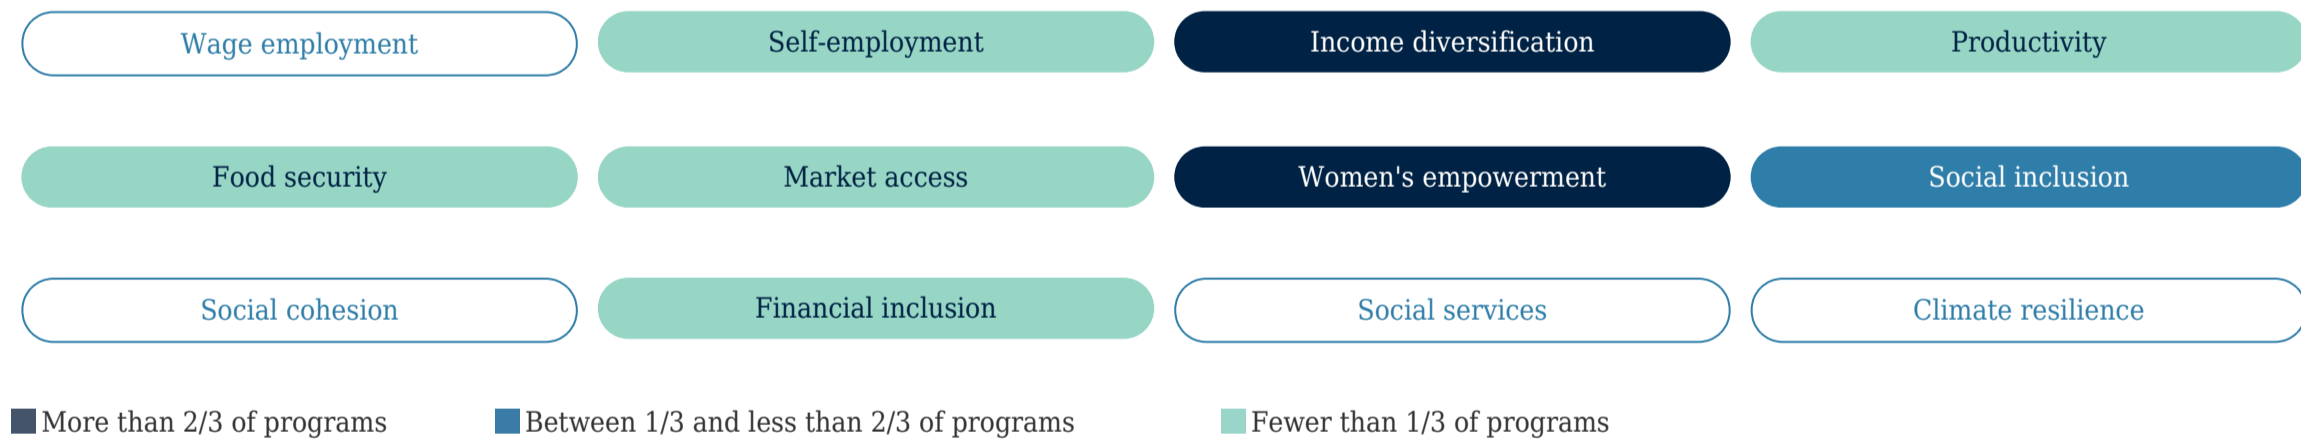 Wage employment
Self-employment
Income diversification
Productivity
Food security
Market access
Women's empowerment
Social inclusion
Social cohesion
Financial inclusion
Social services
Climate resilience
More than 2/3 of programs
Between 1/3 and less than 2/3 of programs
Fewer than 1/3 of programs